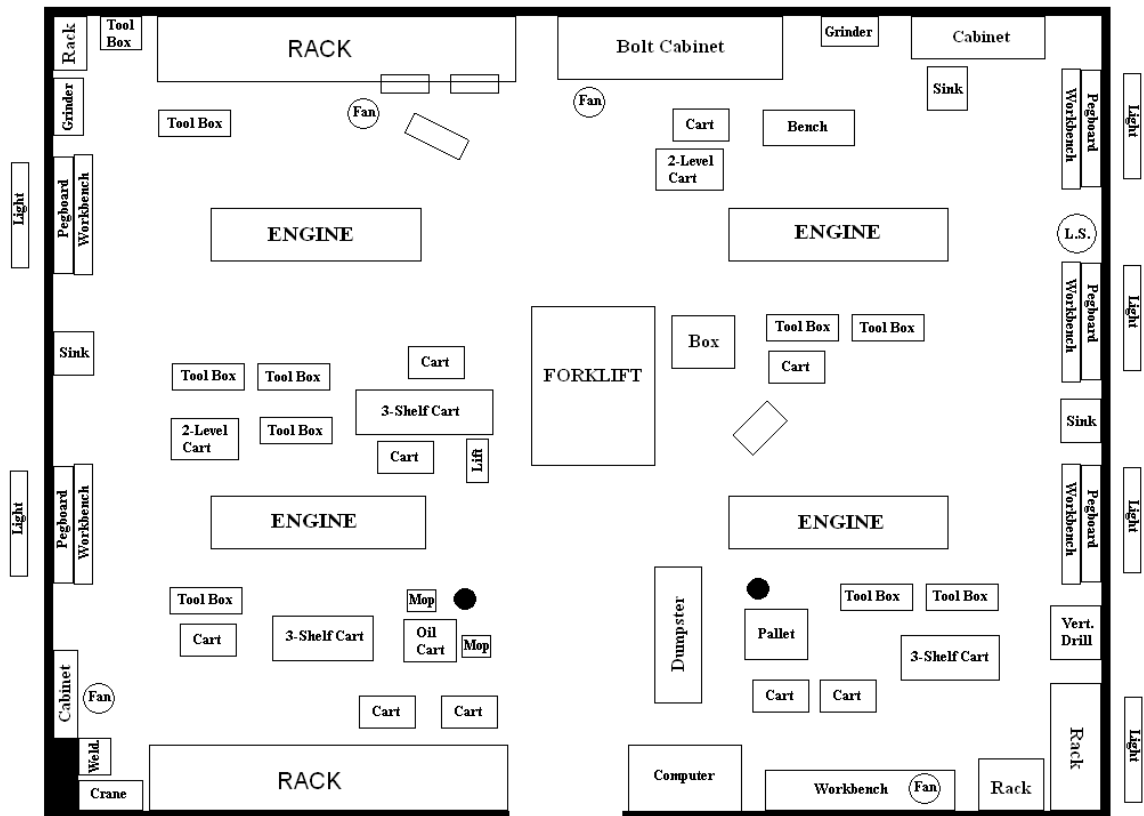 Rack
Tool
Box
RACK
Bolt Cabinet
Grinder
Cabinet
Grinder
Tool Box
Fan
Fan
Cart
Bench
Sink
Workbench
Pegboard
Light
2-Level
Cart
Light
Pegboard
Workbench
ENGINE
ENGINE
L.S.
Workbench
Pegboard
Light
Sink
Cart
FORKLIFT
Box
Tool Box
Tool Box
Cart
Tool Box
Tool Box
3-Shelf Cart
2-Level
Cart
Tool Box
Cart
Lift
Sink
Light
Pegboard
Workbench
ENGINE
ENGINE
Workbench
Pegboard
Light
Tool Box
Mop
Dumpster
Tool Box
Tool Box
Cart
3-Shelf Cart
Oil
Cart
Mop
Pallet
Vert.
Drill
3-Shelf Cart
Cabinet
Fan
Cart
Cart
Cart
Cart
Rack
Light
Weld.
Crane
RACK
Computer
Workbench
Fan
Rack